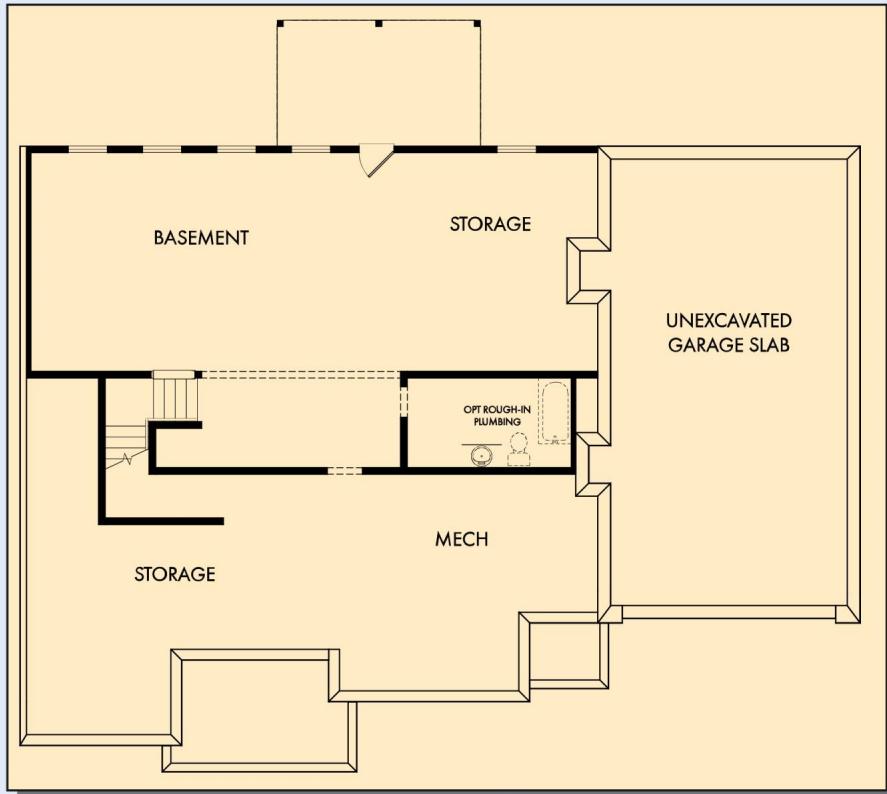 BASEMENT
STORAGE
UNEXCAVATED
GARAGE SLAB
OPT ROUGH-IN
PLUMBING
MECH
STORAGE